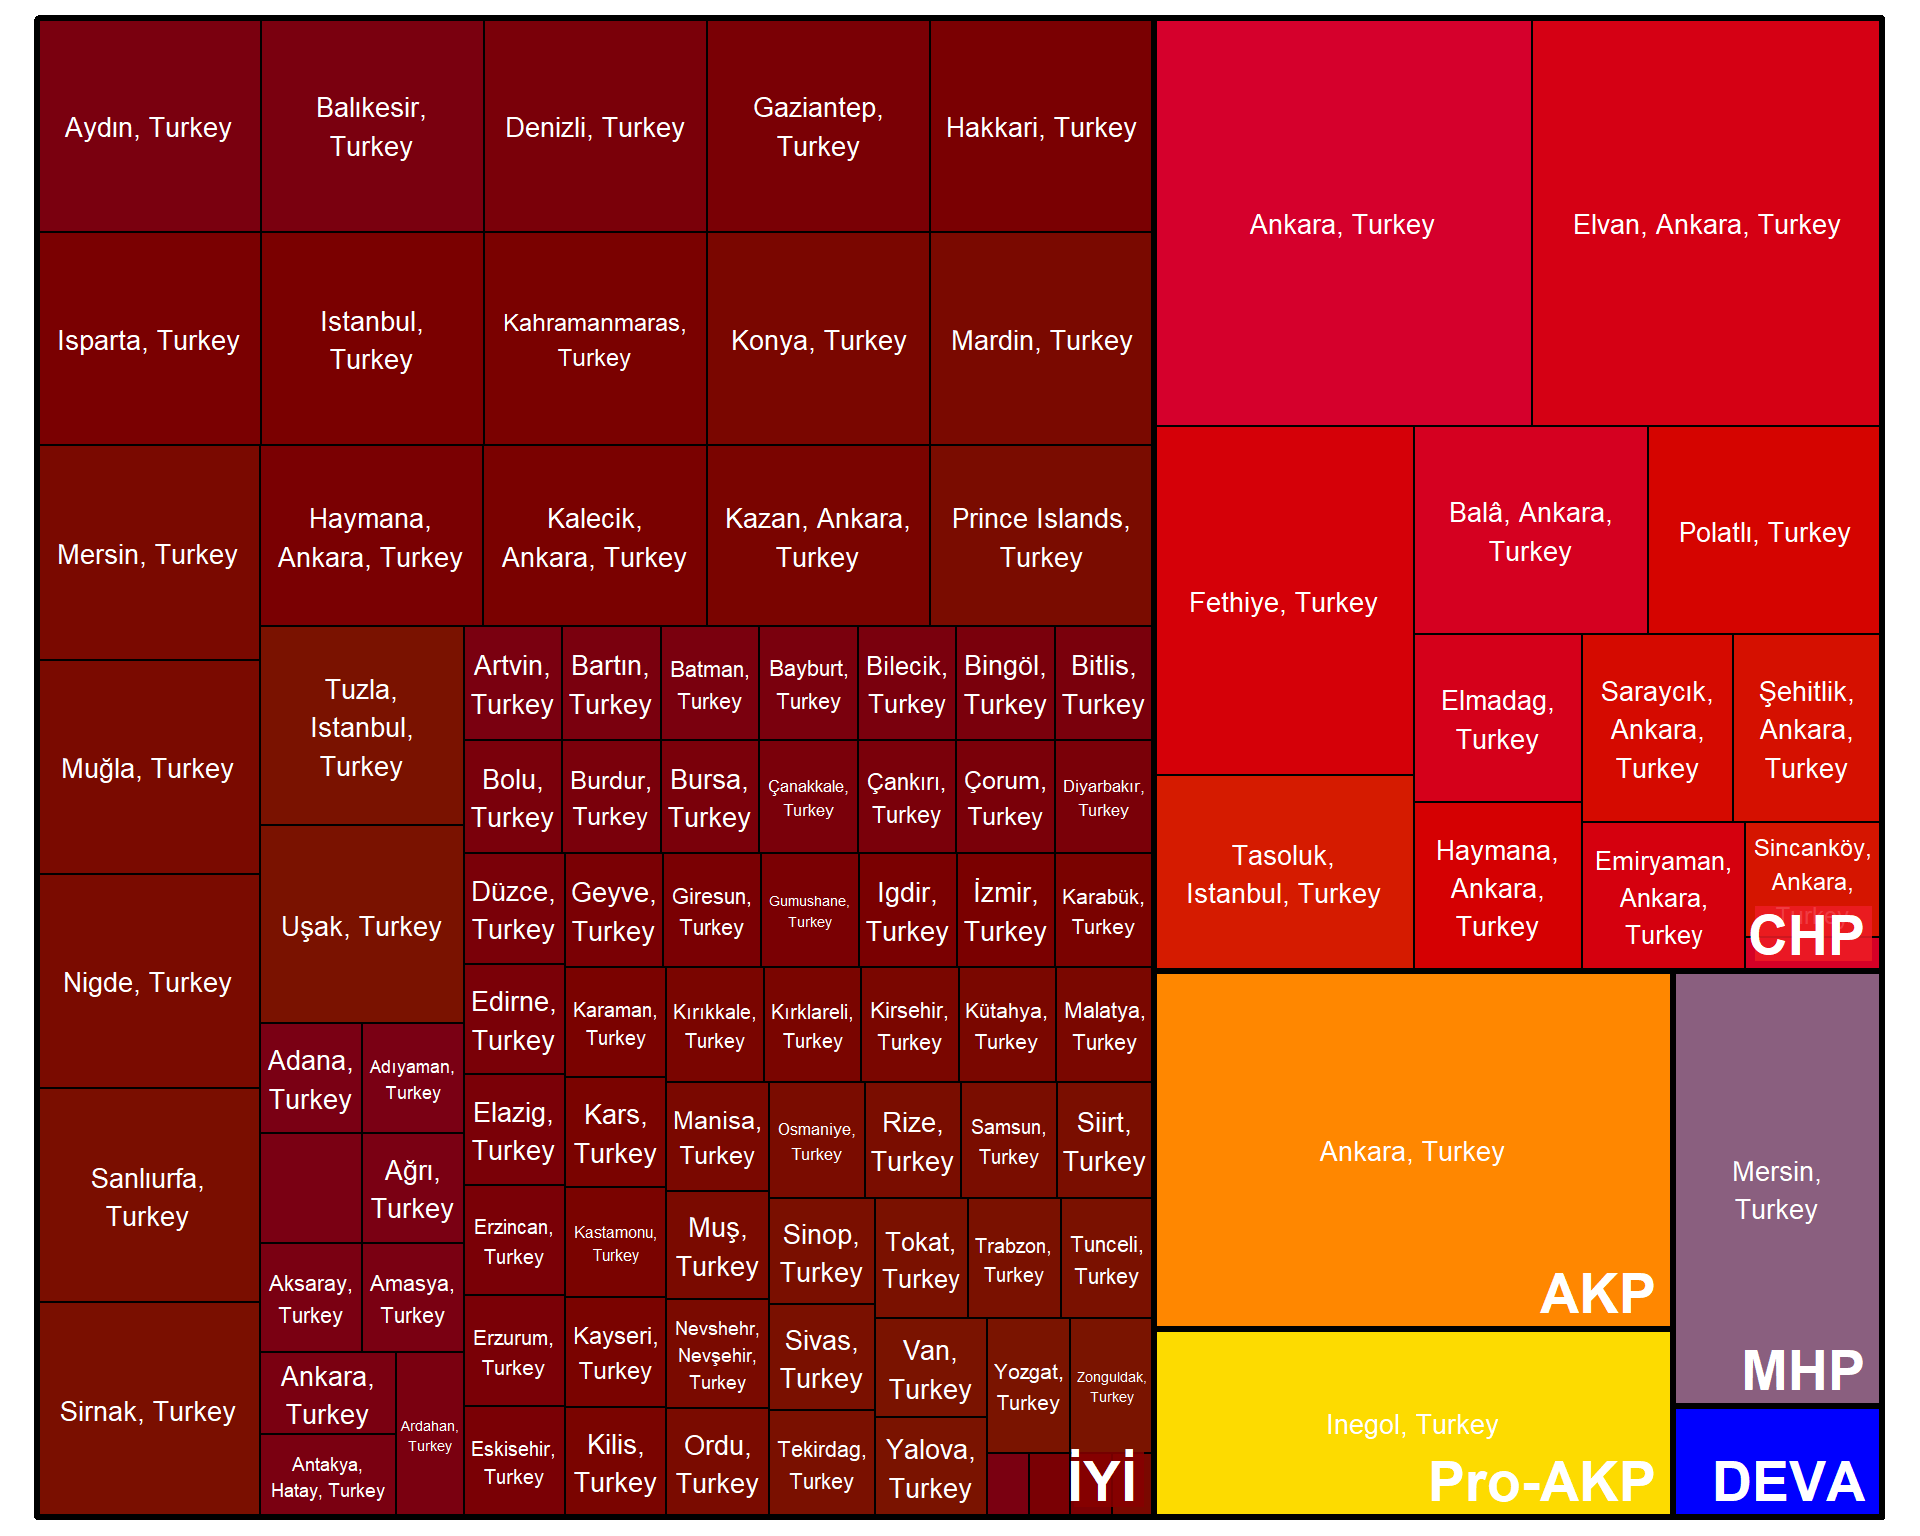 Aydın, Turkey
Balıkesir,
Turkey
Denizli, Turkey
Gaziantep,
Turkey
Hakkari, Turkey
Isparta, Turkey
Istanbul,
Turkey
Kahramanmaras,
Turkey
Konya, Turkey
Mardin, Turkey
Mersin, Turkey
Haymana,
Ankara, Turkey
Kalecik,
Ankara, Turkey
Kazan, Ankara,
Turkey
Prince Islands,
Turkey
Muğla, Turkey
Nigde, Turkey
Sanlıurfa,
Turkey
Sirnak, Turkey
Tuzla,
Istanbul,
Turkey
Uşak, Turkey
Adana,
Turkey
Adıyaman,
Turkey
Ağrı,
Turkey
Aksaray,
Turkey
Amasya,
Turkey
Ankara,
Turkey
Antakya,
Hatay, Turkey
Ardahan,
Turkey
Artvin,
Turkey
Bartın,
Turkey
Batman,
Turkey
Bayburt,
Turkey
Bilecik,
Turkey
Bingöl,
Turkey
Bitlis,
Turkey
Bolu,
Turkey
Burdur,
Turkey
Bursa,
Turkey
Çanakkale,
Turkey
Çankırı,
Turkey
Çorum,
Turkey
Diyarbakır,
Turkey
Düzce,
Turkey
Geyve,
Turkey
Giresun,
Turkey
Gumushane,
Turkey
Igdir,
Turkey
İzmir,
Turkey
Karabük,
Turkey
Edirne,
Turkey
Karaman,
Turkey
Kırıkkale,
Turkey
Kırklareli,
Turkey
Kirsehir,
Turkey
Kütahya,
Turkey
Malatya,
Turkey
Elazig,
Turkey
Kars,
Turkey
Manisa,
Turkey
Osmaniye,
Turkey
Rize,
Turkey
Samsun,
Turkey
Siirt,
Turkey
Erzincan,
Turkey
Kastamonu,
Turkey
Muş,
Turkey
Sinop,
Turkey
Tokat,
Turkey
Trabzon,
Turkey
Tunceli,
Turkey
Erzurum,
Turkey
Kayseri,
Turkey
Nevshehr,
Nevşehir,
Turkey
Sivas,
Turkey
Van,
Turkey
Yozgat,
Turkey
Zonguldak,
Turkey
Eskisehir,
Turkey
Kilis,
Turkey
Ordu,
Turkey
Tekirdag,
Turkey
Yalova,
Turkey
İYİ
Ankara, Turkey
Elvan, Ankara, Turkey
Fethiye, Turkey
Balâ, Ankara,
Turkey
Polatlı, Turkey
Elmadag,
Turkey
Saraycık,
Ankara,
Turkey
Şehitlik,
Ankara,
Turkey
Tasoluk,
Istanbul, Turkey
Haymana,
Ankara,
Turkey
Emiryaman,
Ankara,
Turkey
Sincanköy,
Ankara,
CHP
Ankara, Turkey
AKP
Mersin,
Turkey
MHP
Inegol, Turkey
Pro-AKP
DEVA